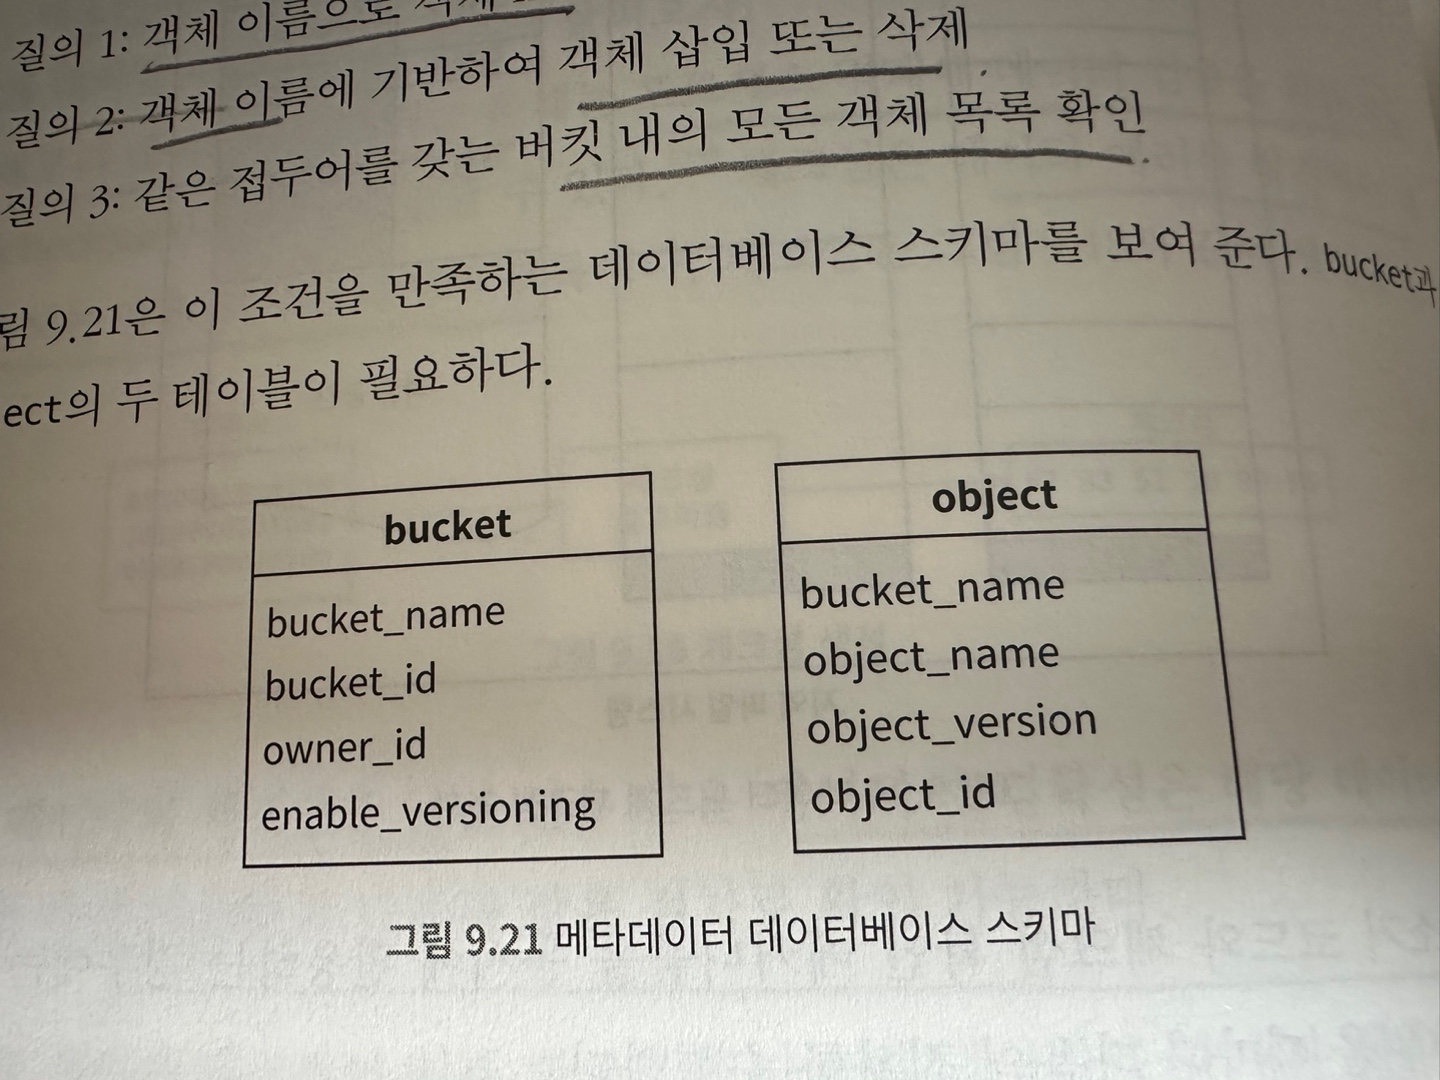 질의 1: 객체 이름으로
질의 2: 객체 이름에 기반하여 객체 삽입 또는 삭제
질의 3: 같은 접두어를 갖는 버킷 내의 모든 객체 목록 확인
림 9.21은 이 조건을 만족하는 데이터베이스 스키마를 보여 준다. bucket과
ect의 두 테이블이 필요하다.
bucket
bucket_name
bucket_id
owner_id
enable_versioning
object
bucket_name
object_name
object_version
object_id
그림 9.21 메타데이터 데이터베이스 스키마